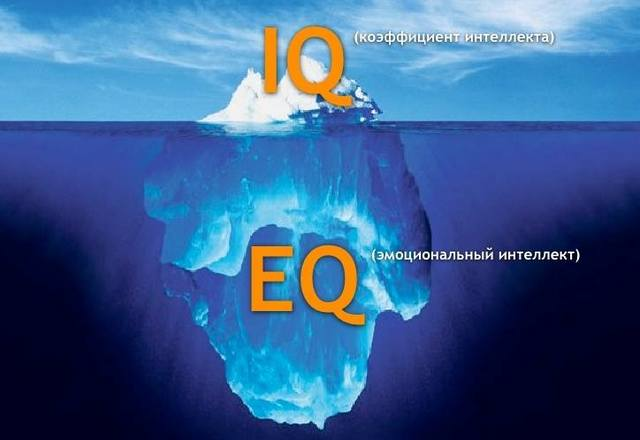 IQ (коэффициент интеллекта)
EQ (эмоциональный интеллект)